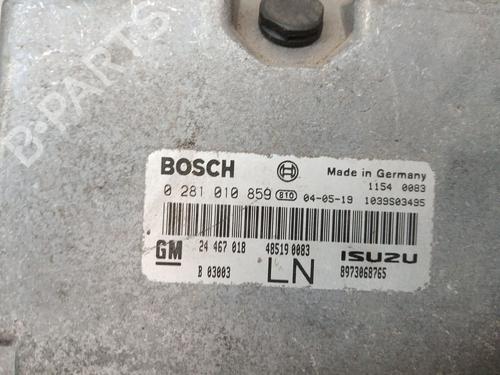 B-PARTS
BOSCH Made in Germany
1154 0083
0 281 010 859 810 04-05-19 1039S03495
GM 24 467 018 48519 0083 ISUZU
B 03003 LN 8973068765